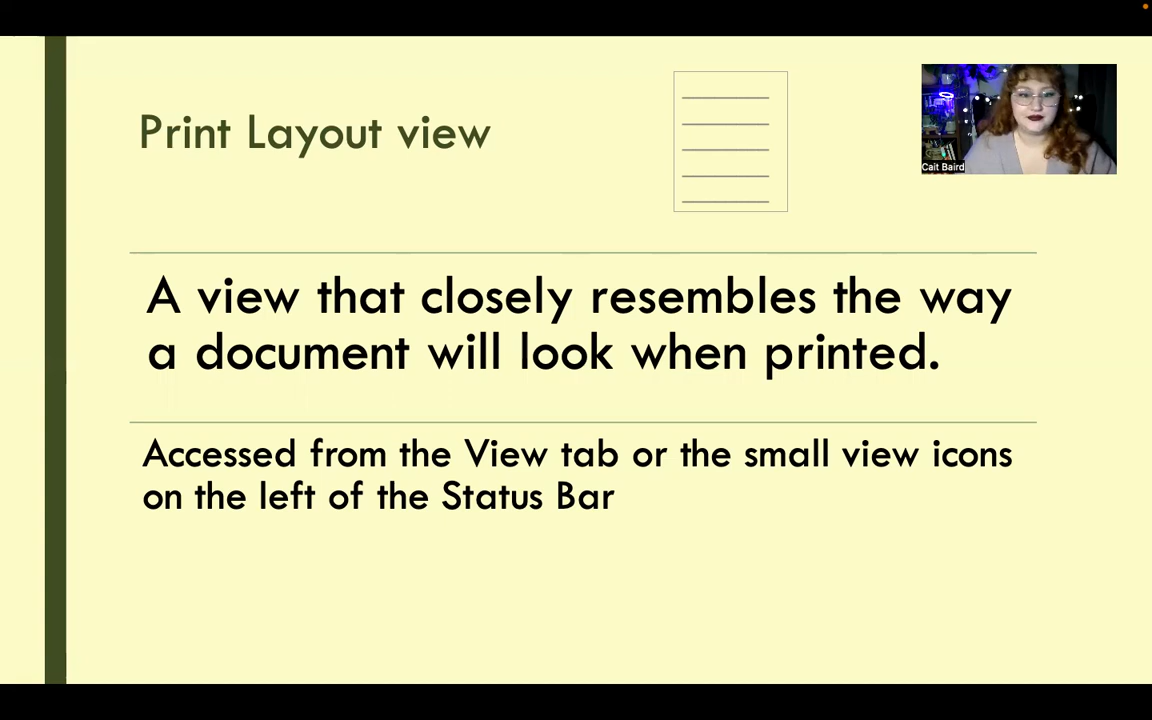 Print Layout view
Cait Baird
A view that closely resembles the way
a document will look when printed.
Accessed from the View tab or the small view icons
on the left of the Status Bar